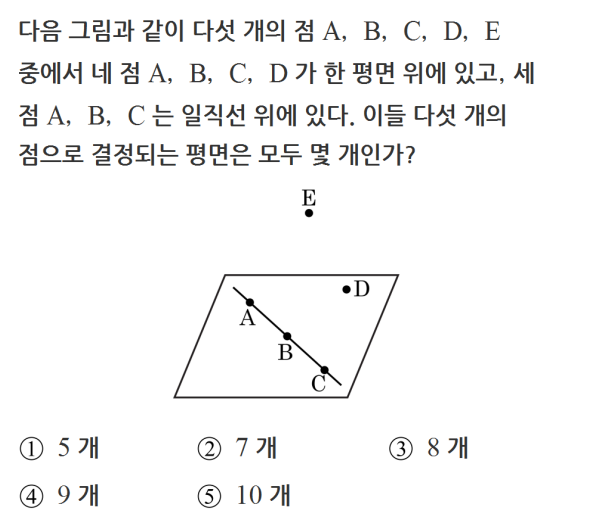 다음 그림과 같이 다섯 개의 점 A, B, C, D, E
중에서 네 점 A, B, C, D 가 한 평면 위에 있고, 세
점 A, B, C 는 일직선 위에 있다. 이들 다섯 개의
점으로 결정되는 평면은 모두 몇 개인가?
E
D
A
B
C
① 5 개 ② 7 개 ③ 8 개
④ 9 개 ⑤ 10 개